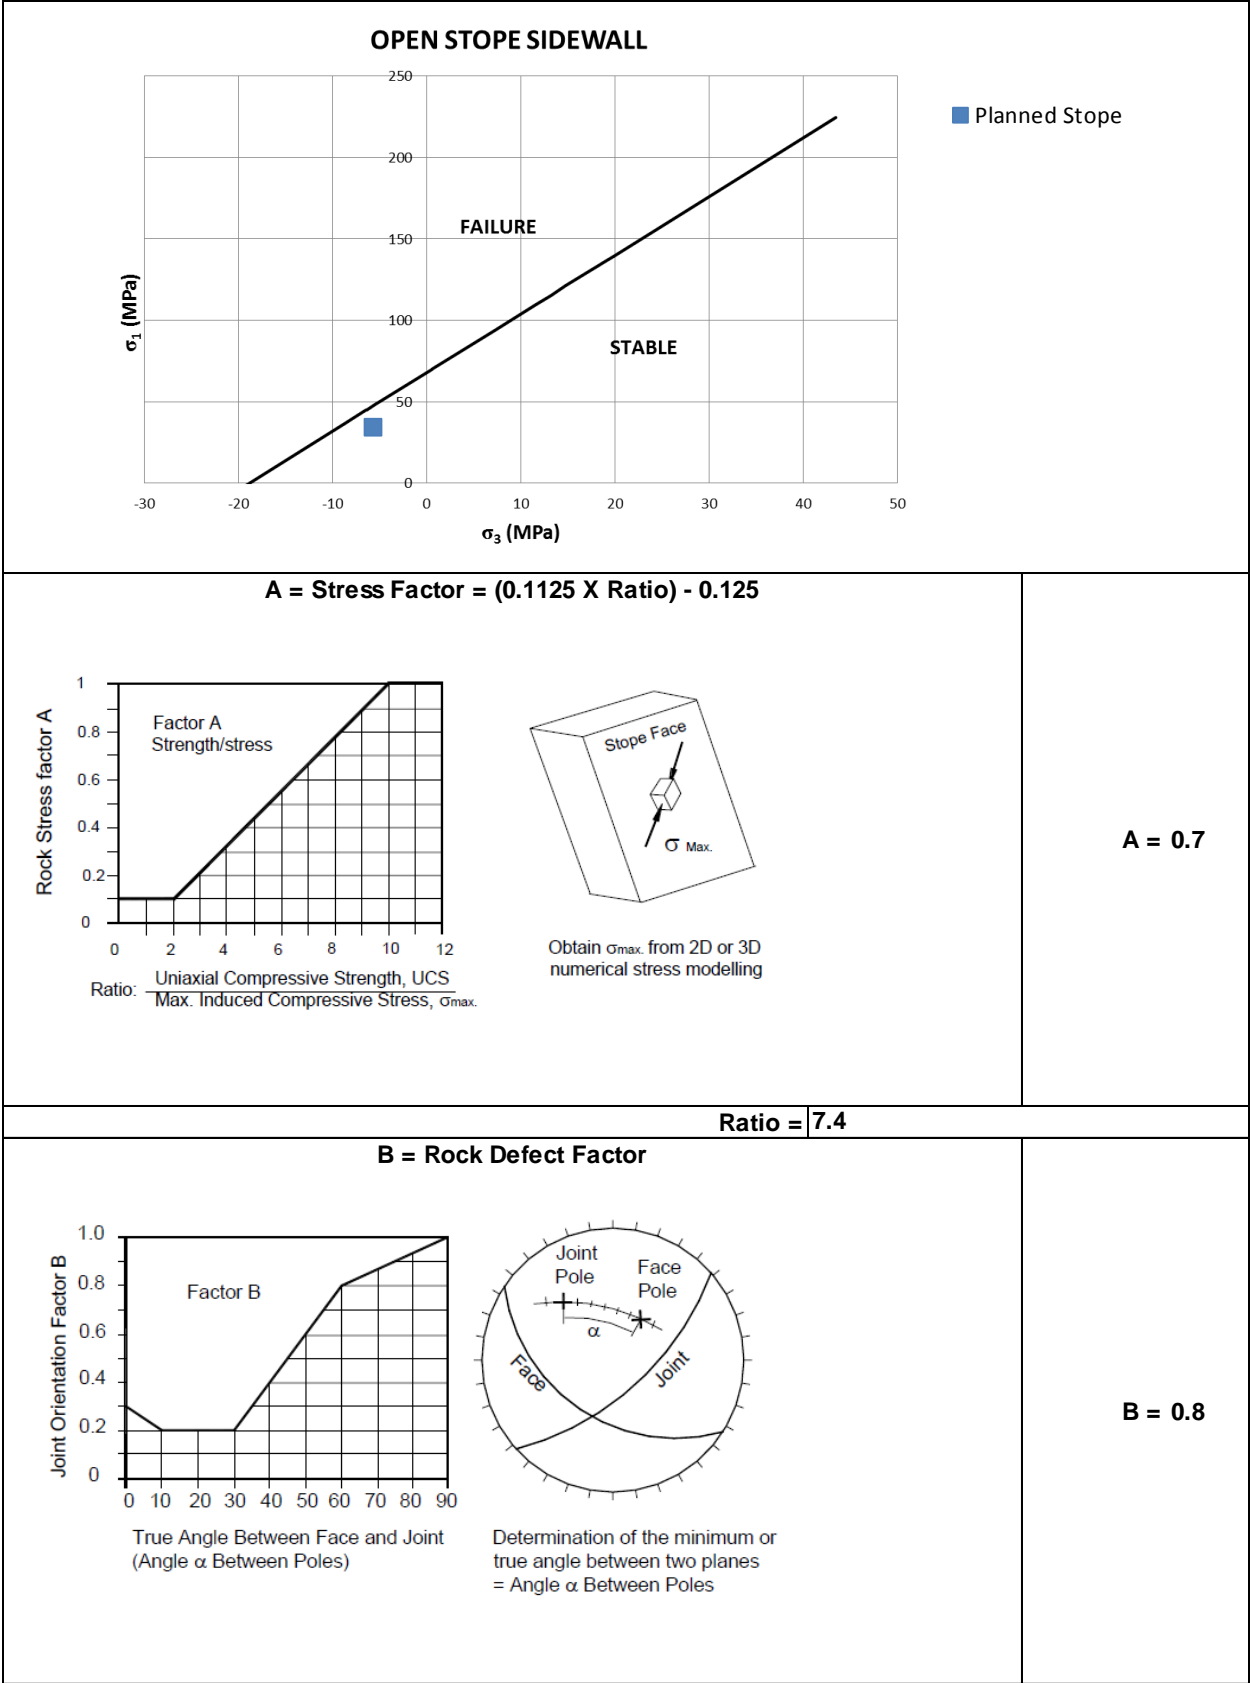 OPEN STOPE SIDEWALL
250
200
150
100
50
0
FAILURE
STABLE
σ1 (MPa)
-30 -20 -10 0 10 20 30 40 50
σ3 (MPa)
Planned Stope
A = Stress Factor = (0.1125 X Ratio) - 0.125
Rock Stress factor A
1
0.8
0.6
0.4
0.2
0
Factor A
Strength/stress
0 2 4 6 8 10 12
Ratio: Uniaxial Compressive Strength, UCS
Max. Induced Compressive Stress, σmax.
Stope Face
σ Max.
Obtain σmax. from 2D or 3D
numerical stress modelling
A = 0.7
Ratio = 7.4
B = Rock Defect Factor
Joint Orientation Factor B
1.0
0.8
0.6
0.4
0.2
0
Factor B
0 10 20 30 40 50 60 70 80 90
True Angle Between Face and Joint
(Angle α Between Poles)
Joint
Pole
Face
Pole
α
Face
Joint
Determination of the minimum or
true angle between two planes
= Angle α Between Poles
B = 0.8